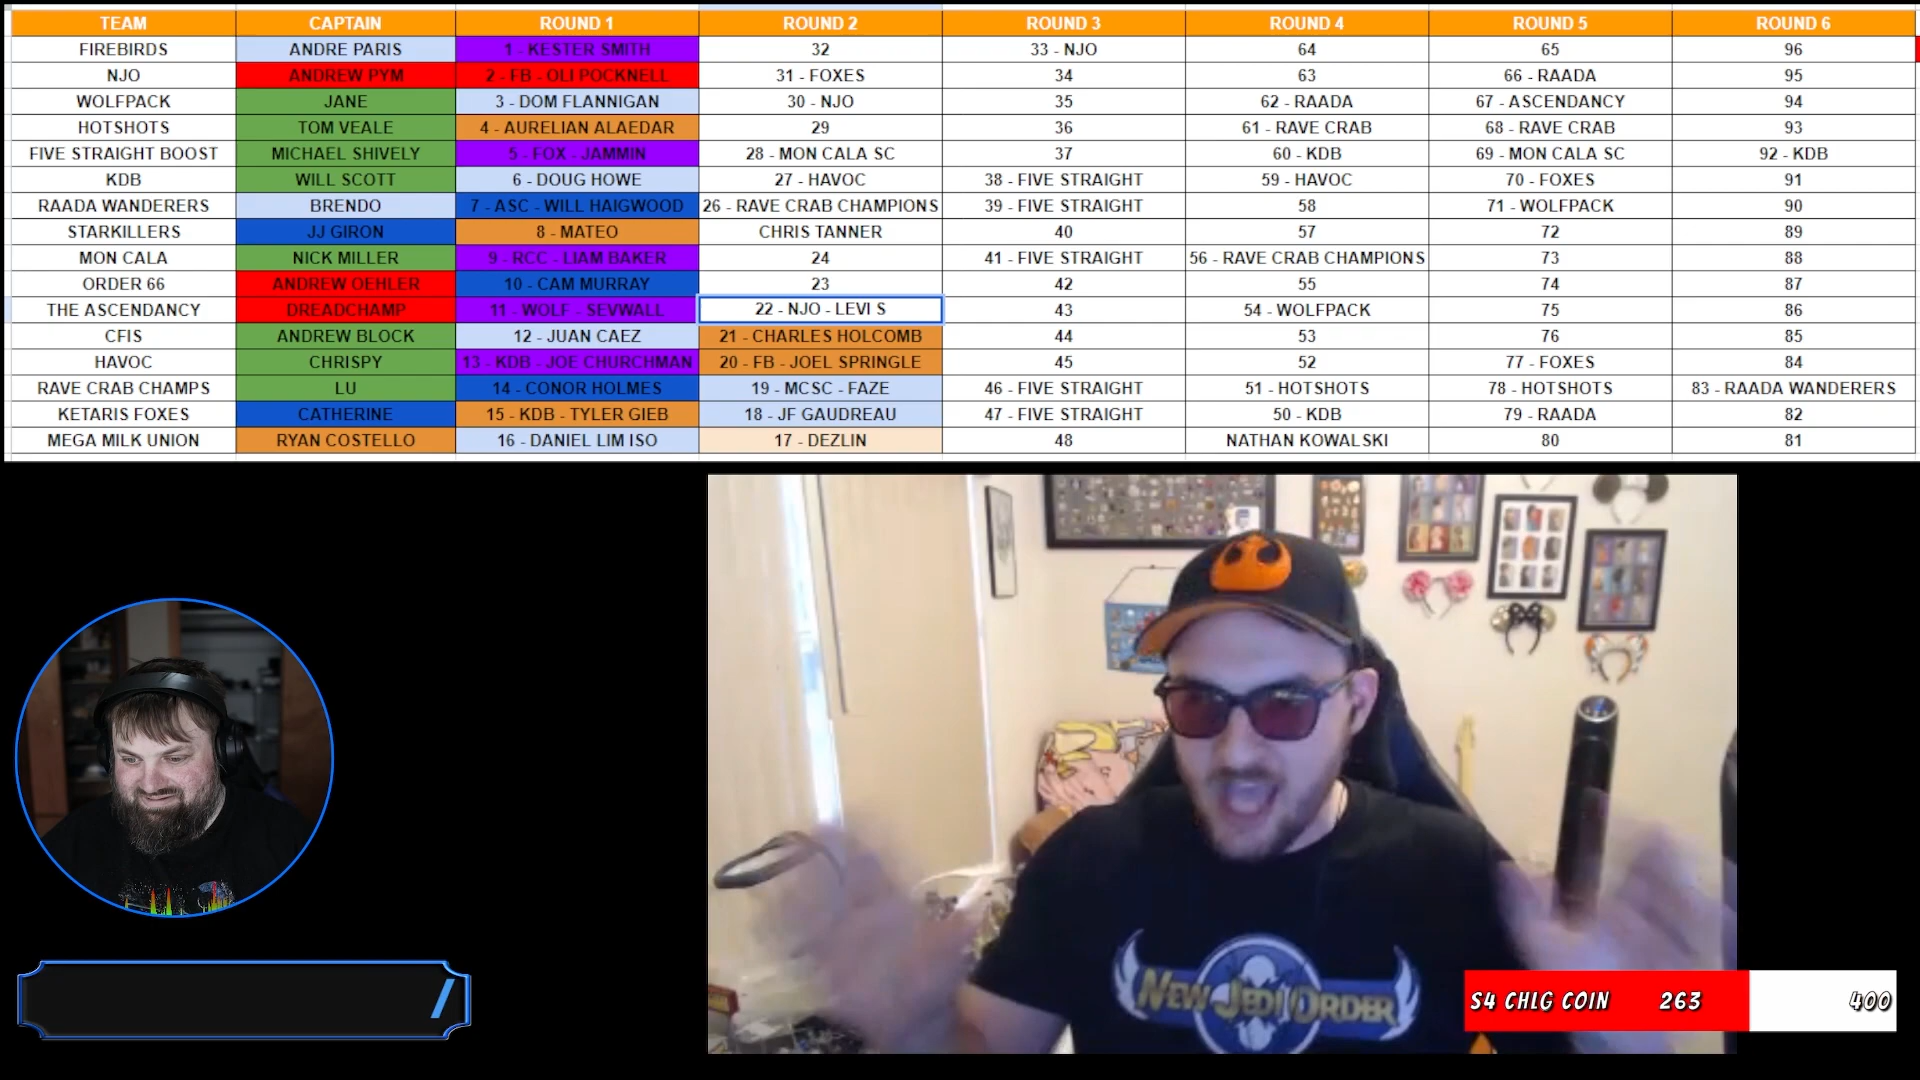 TEAM CAPTAIN ROUND 1 ROUND 2 ROUND 3 ROUND 4 ROUND 5 ROUND 6
FIREBIRDS ANDRE PARIS 1 - KESTER SMITH 32 33 - NJO 64 65 96
NJO ANDREW PYM 2 - FB - OLI POCKNELL 31 - FOXES 34 63 66 - RAADA 95
WOLFPACK JANE 3 - DOM FLANNIGAN 30 - NJO 35 62 - RAADA 67 - ASCENDANCY 94
HOTSHOTS TOM VEALE 4 - AURELIAN ALAEDAR 29 36 61 - RAVE CRAB 68 - RAVE CRAB 93
FIVE STRAIGHT BOOST MICHAEL SHIVELY 5 - FOX - JAMMIN 28 - MON CALA SC 37 60 - KDB 69 - MON CALA SC 92 - KDB
KDB WILL SCOTT 6 - DOUG HOWE 27 - HAVOC 38 - FIVE STRAIGHT 59 - HAVOC 70 - FOXES 91
RAADA WANDERERS BRENDO 7 - ASC - WILL HAIGWOOD 26 - RAVE CRAB CHAMPIONS 39 - FIVE STRAIGHT 58 71 - WOLFPACK 90
STARKILLERS JJ GIRON 8 - MATEO CHRIS TANNER 40 57 72 89
MON CALA NICK MILLER 9 - RCC - LIAM BAKER 24 41 - FIVE STRAIGHT 56 - RAVE CRAB CHAMPIONS 73 88
ORDER 66 ANDREW OEHLER 10 - CAM MURRAY 23 42 55 74 87
THE ASCENDANCY DREADCHAMP 11 - WOLF - SEVWALL 22 - NJO - LEVI S 43 54 - WOLFPACK 75 86
CFIS ANDREW BLOCK 12 - JUAN CAEZ 21 - CHARLES HOLCOMB 44 53 76 85
HAVOC CHRISPY 13 - KDB - JOE CHURCHMAN 20 - FB - JOEL SPRINGLE 45 52 77 - FOXES 84
RAVE CRAB CHAMPS LU 14 - CONOR HOLMES 19 - MCSC - FAZE 46 - FIVE STRAIGHT 51 - HOTSHOTS 78 - HOTSHOTS 83 - RAADA WANDERERS
KETARIS FOXES CATHERINE 15 - KDB - TYLER GIEB 18 - JF GAUDREAU 47 - FIVE STRAIGHT 50 - KDB 79 - RAADA 82
MEGA MILK UNION RYAN COSTELLO 16 - DANIEL LIM ISO 17 - DEZLIN 48 NATHAN KOWALSKI 80 81
NEW JEDI ORDER
S4 CHLG COIN 263 400
/